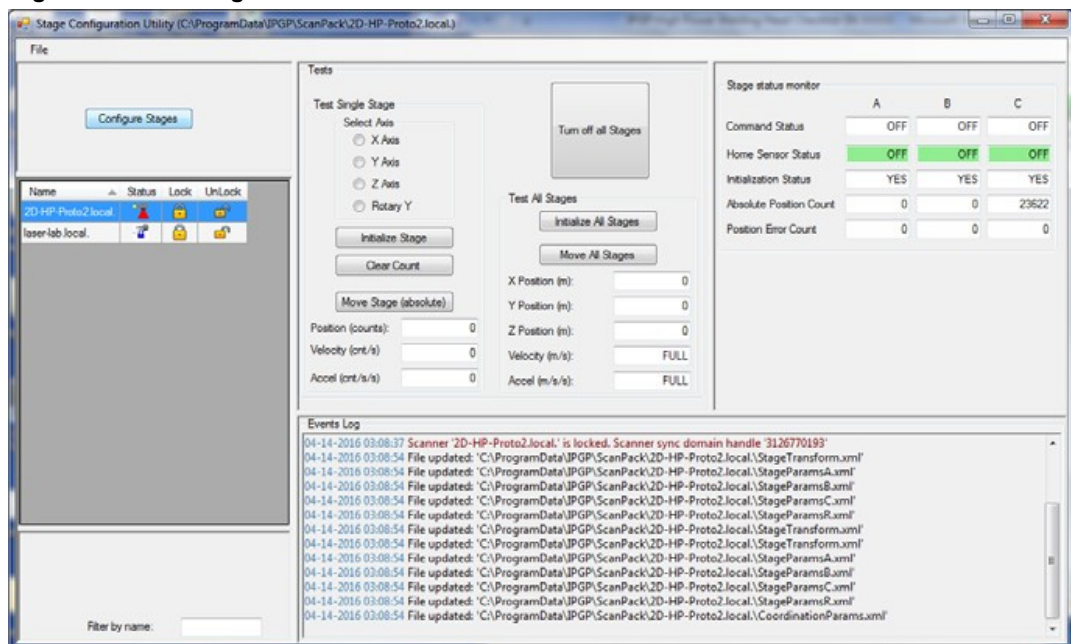 Stage Configuration Utility (C:\ProgramData\IPGP\ScanPack\2D-HP-Proto2.local.)
File
Configure Stages
Name Status Lock UnLock
2D-HP-Proto2.local.
laser-lab.local.
Filter by name:
Tests
Test Single Stage
Select Axis
X Axis
Y Axis
Z Axis
Rotary Y
Initialize Stage
Clear Count
Move Stage (absolute)
Position (counts): 0
Velocity (cnt/s) 0
Accel (cnt/s/s) 0
Turn off all Stages
Test All Stages
Initialize All Stages
Move All Stages
X Position (m): 0
Y Position (m): 0
Z Position (m): 0
Velocity (m/s): FULL
Accel (m/s/s): FULL
Stage status monitor
A B C
Command Status OFF OFF OFF
Home Sensor Status OFF OFF OFF
Initialization Status YES YES YES
Absolute Position Count 0 0 23622
Position Error Count 0 0 0
Events Log
04-14-2016 03:08:37 Scanner '2D-HP-Proto2.local.' is locked. Scanner sync domain handle '3126770193'
04-14-2016 03:08:54 File updated: 'C:\ProgramData\IPGP\ScanPack\2D-HP-Proto2.local.\StageTransform.xml'
04-14-2016 03:08:54 File updated: 'C:\ProgramData\IPGP\ScanPack\2D-HP-Proto2.local.\StageParamsA.xml'
04-14-2016 03:08:54 File updated: 'C:\ProgramData\IPGP\ScanPack\2D-HP-Proto2.local.\StageParamsB.xml'
04-14-2016 03:08:54 File updated: 'C:\ProgramData\IPGP\ScanPack\2D-HP-Proto2.local.\StageParamsC.xml'
04-14-2016 03:08:54 File updated: 'C:\ProgramData\IPGP\ScanPack\2D-HP-Proto2.local.\StageParamsR.xml'
04-14-2016 03:08:54 File updated: 'C:\ProgramData\IPGP\ScanPack\2D-HP-Proto2.local.\StageTransform.xml'
04-14-2016 03:08:54 File updated: 'C:\ProgramData\IPGP\ScanPack\2D-HP-Proto2.local.\StageTransform.xml'
04-14-2016 03:08:54 File updated: 'C:\ProgramData\IPGP\ScanPack\2D-HP-Proto2.local.\StageParamsA.xml'
04-14-2016 03:08:54 File updated: 'C:\ProgramData\IPGP\ScanPack\2D-HP-Proto2.local.\StageParamsB.xml'
04-14-2016 03:08:54 File updated: 'C:\ProgramData\IPGP\ScanPack\2D-HP-Proto2.local.\StageParamsC.xml'
04-14-2016 03:08:54 File updated: 'C:\ProgramData\IPGP\ScanPack\2D-HP-Proto2.local.\StageParamsR.xml'
04-14-2016 03:08:54 File updated: 'C:\ProgramData\IPGP\ScanPack\2D-HP-Proto2.local.\CoordinationParams.xml'